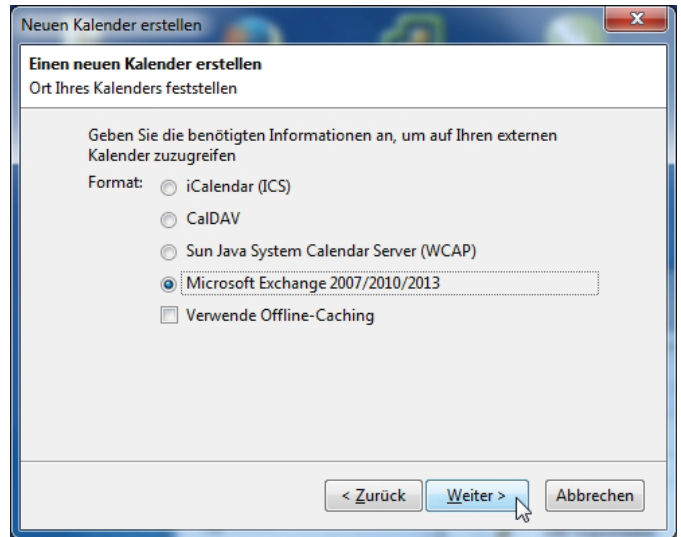 Neuen Kalender erstellen
Einen neuen Kalender erstellen
Ort Ihres Kalenders feststellen
Geben Sie die benötigten Informationen an, um auf Ihren externen
Kalender zuzugreifen
Format:
iCalendar (ICS)
CalDAV
Sun Java System Calendar Server (WCAP)
Microsoft Exchange 2007/2010/2013
Verwende Offline-Caching
< Zurück
Weiter >
Abbrechen